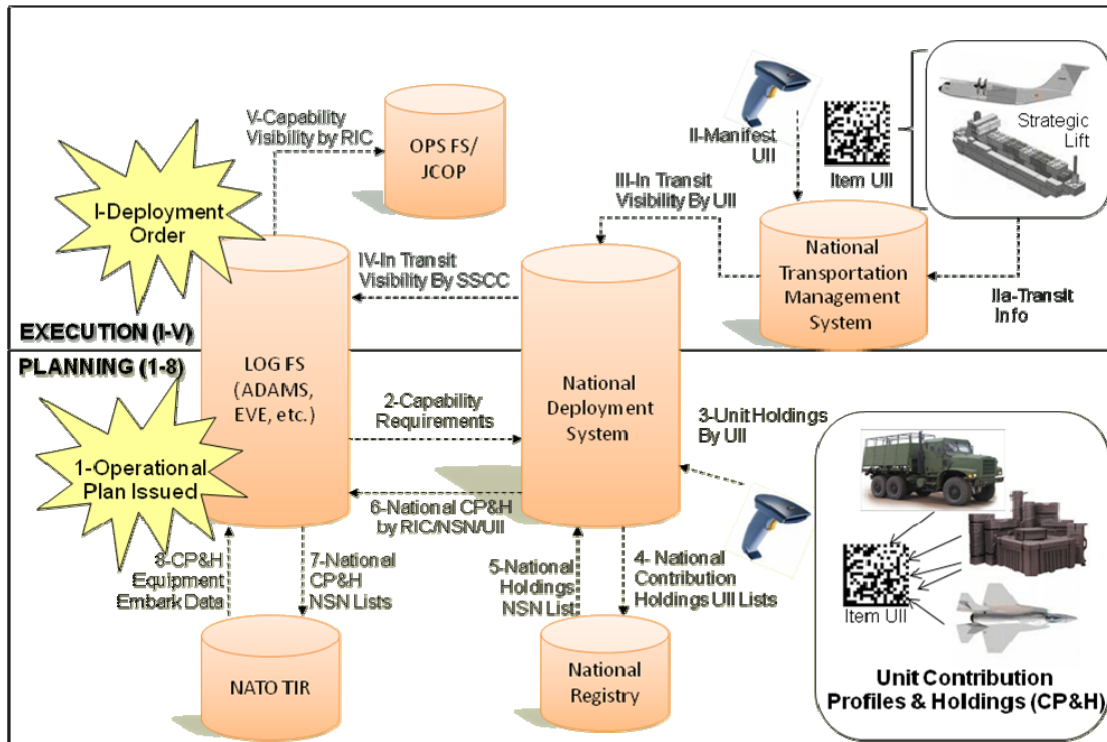 V-Capability
Visibility by RIC
OPS FS/
JCOP
II-Manifest
UII
Item UII
Strategic
Lift
I-Deployment
Order
III-In Transit
Visibility By UII
IV-In Transit
Visibility By SSCC
National
Transportation
Management
System
IIa-Transit
Info
EXECUTION (I-V)
PLANNING (1-8)
LOG FS
(ADAMS,
EVE, etc.)
National
Deployment
System
2-Capability
Requirements
3-Unit Holdings
By UII
1-Operational
Plan Issued
6-National CP&H
by RIC/NSN/UII
8-CP&H
Equipment
Embark Data
7-National
CP&H
NSN Lists
5-National
Holdings
NSN List
4- National
Contribution
Holdings UII Lists
Item UII
NATO TIR
National
Registry
Unit Contribution
Profiles & Holdings (CP&H)